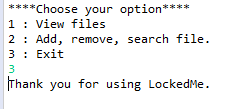 ****Choose your option****
1 : View files
2 : Add, remove, search file.
3 : Exit
3
Thank you for using LockedMe.